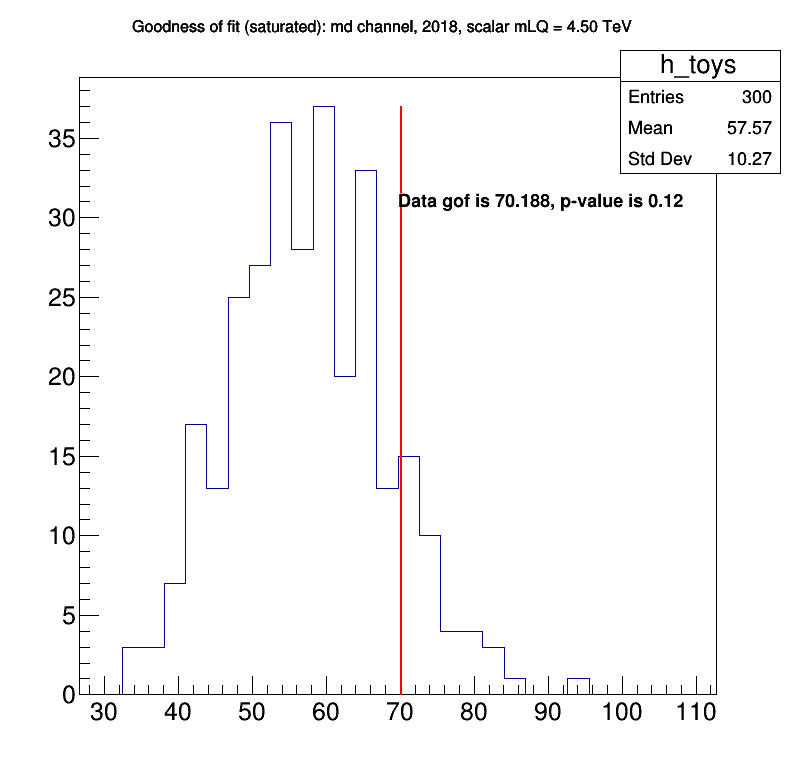 Goodness of fit (saturated): md channel, 2018, scalar mLQ = 4.50 TeV
h_toys
Entries 300
Mean 57.57
Std Dev 10.27
Data gof is 70.188, p-value is 0.12
35
30
25
20
15
10
5
0
30 40 50 60 70 80 90 100 110